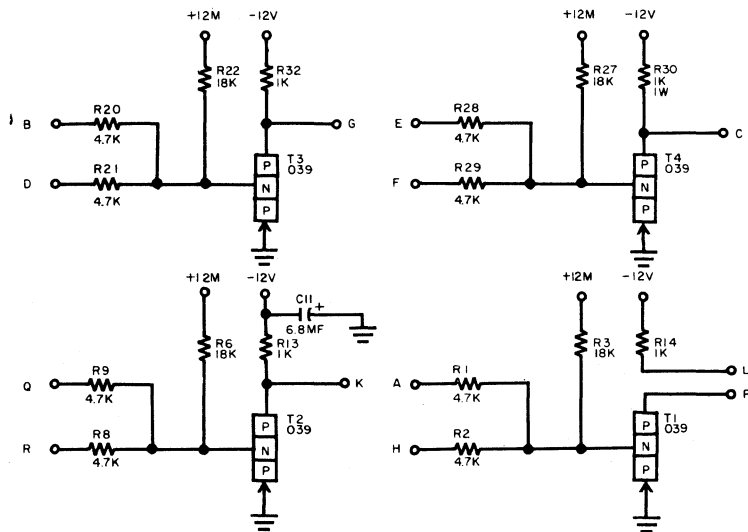 +12M
-12V
R22
18K
R32
1K
R20
B
G
4.7K
R21
D
4.7K
T3
039
P
N
P
+12M
-12V
R27
18K
R30
1K
1W
R28
E
C
4.7K
R29
F
4.7K
T4
039
P
N
P
+12M
-12V
C11
+
6.8MF
R6
18K
R13
1K
R9
Q
K
4.7K
R8
R
4.7K
T2
039
P
N
P
+12M
-12V
R3
18K
R14
1K
L
R1
A
P
4.7K
R2
H
4.7K
T1
039
P
N
P